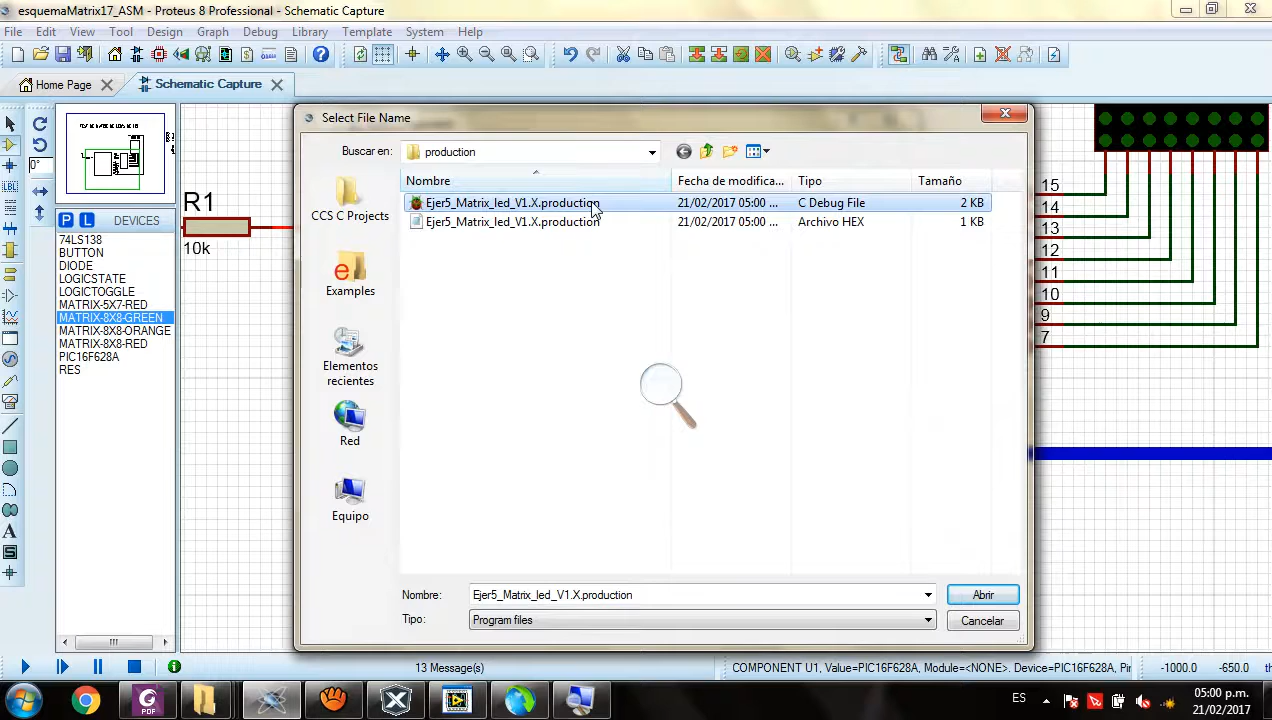 esquemaMatrix17_ASM - Proteus 8 Professional - Schematic Capture
File Edit View Tool Design Graph Debug Library Template System Help
Home Page
Schematic Capture
0°
R1
10k
P L DEVICES
74LS138
BUTTON
DIODE
LOGICSTATE
LOGICTOGGLE
MATRIX-5X7-RED
MATRIX-8X8-GREEN
MATRIX-8X8-ORANGE
MATRIX-8X8-RED
PIC16F628A
RES
Select File Name
Buscar en: production
Nombre Fecha de modifica... Tipo Tamaño
Ejer5_Matrix_led_V1.X.production 21/02/2017 05:00 ... C Debug File 2 KB
Ejer5_Matrix_led_V1.X.production 21/02/2017 05:00 ... Archivo HEX 1 KB
CCS C Projects
Examples
Elementos
recientes
Red
Equipo
Nombre: Ejer5_Matrix_led_V1.X.production Abrir
Tipo: Program files Cancelar
15
14
13
12
11
10
9
7
13 Message(s)
COMPONENT U1, Value=PIC16F628A, Module=<NONE>. Device=PIC16F628A, Pir
-1000.0 -650.0 th
PDF
ES
05:00 p.m.
21/02/2017